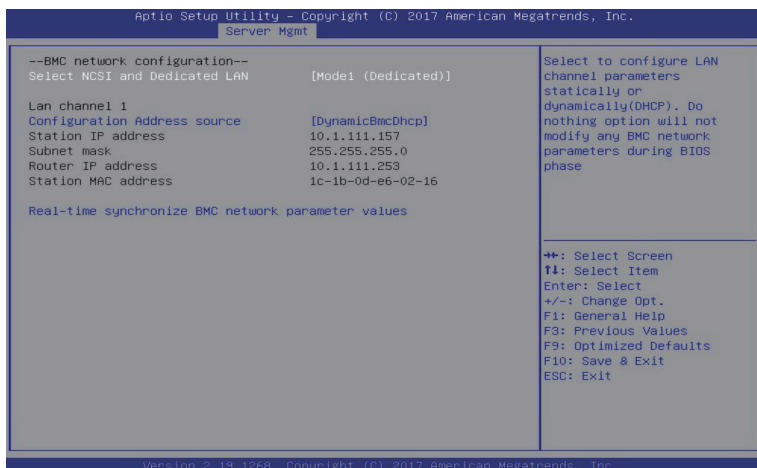 Aptio Setup Utility – Copyright (C) 2017 American Megatrends, Inc.
Server Mgmt
--BMC network configuration--
Select NCSI and Dedicated LAN [Mode1 (Dedicated)]
Lan channel 1
Configuration Address source [DynamicBmcDhcp]
Station IP address 10.1.111.157
Subnet mask 255.255.255.0
Router IP address 10.1.111.253
Station MAC address 1c-1b-0d-e6-02-16
Real-time synchronize BMC network parameter values
Select to configure LAN
channel parameters
statically or
dynamically(DHCP). Do
nothing option will not
modify any BMC network
parameters during BIOS
phase
→←: Select Screen
↑↓: Select Item
Enter: Select
+/-: Change Opt.
F1: General Help
F3: Previous Values
F9: Optimized Defaults
F10: Save & Exit
ESC: Exit
Version 2.19.1268. Copyright (C) 2017 American Megatrends, Inc.